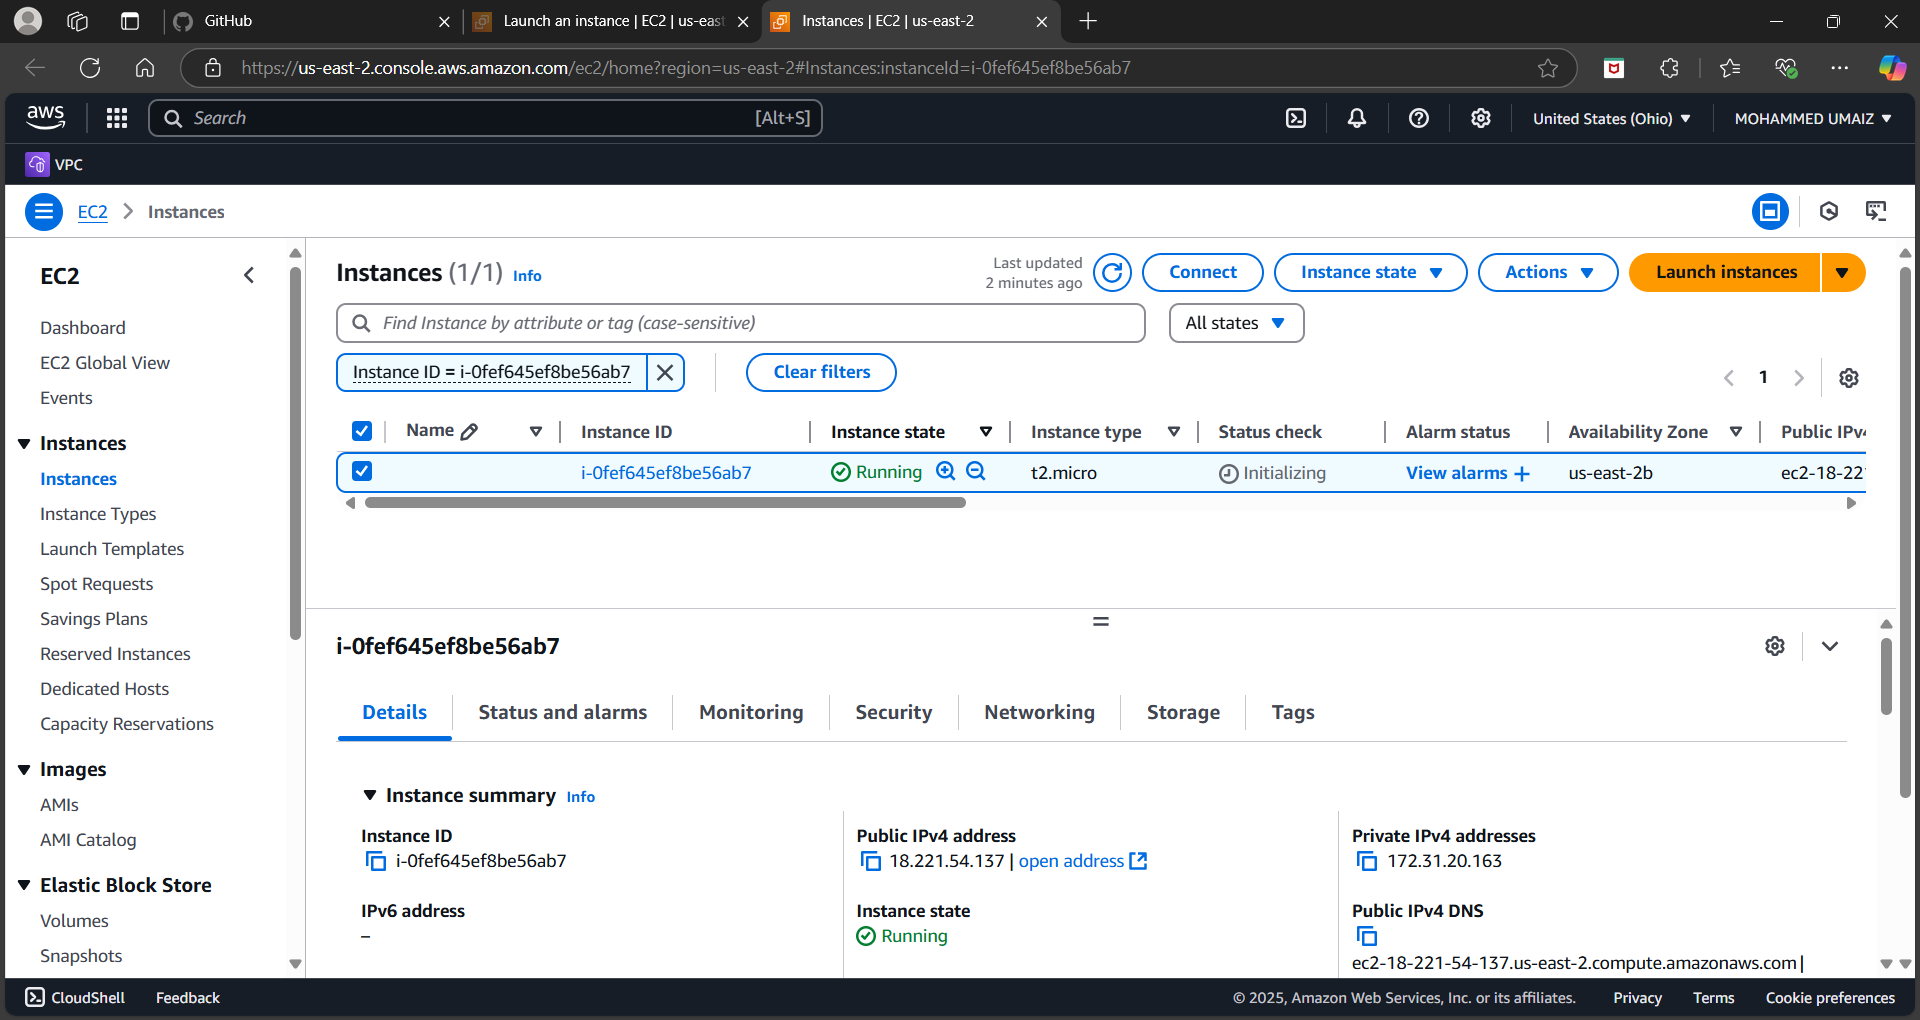 GitHub
Launch an instance | EC2 | us-east
Instances | EC2 | us-east-2
https://us-east-2.console.aws.amazon.com/ec2/home?region=us-east-2#Instances:instanceId=i-0fef645ef8be56ab7
aws
Search [Alt+S]
United States (Ohio)
MOHAMMED UMAIZ
VPC
EC2
Instances
EC2
Dashboard
EC2 Global View
Events
Instances
Instances
Instance Types
Launch Templates
Spot Requests
Savings Plans
Reserved Instances
Dedicated Hosts
Capacity Reservations
Images
AMIs
AMI Catalog
Elastic Block Store
Volumes
Snapshots
Instances (1/1) Info
Last updated
2 minutes ago
Connect
Instance state
Actions
Launch instances
Find Instance by attribute or tag (case-sensitive)
All states
Instance ID = i-0fef645ef8be56ab7
Clear filters
1
Name Instance ID Instance state Instance type Status check Alarm status Availability Zone Public IPv4
i-0fef645ef8be56ab7 Running t2.micro Initializing View alarms + us-east-2b ec2-18-221
i-0fef645ef8be56ab7
Details Status and alarms Monitoring Security Networking Storage Tags
Instance summary Info
Instance ID
i-0fef645ef8be56ab7
Public IPv4 address
18.221.54.137 | open address
Private IPv4 addresses
172.31.20.163
IPv6 address
–
Instance state
Running
Public IPv4 DNS
ec2-18-221-54-137.us-east-2.compute.amazonaws.com |
CloudShell
Feedback
© 2025, Amazon Web Services, Inc. or its affiliates.
Privacy
Terms
Cookie preferences